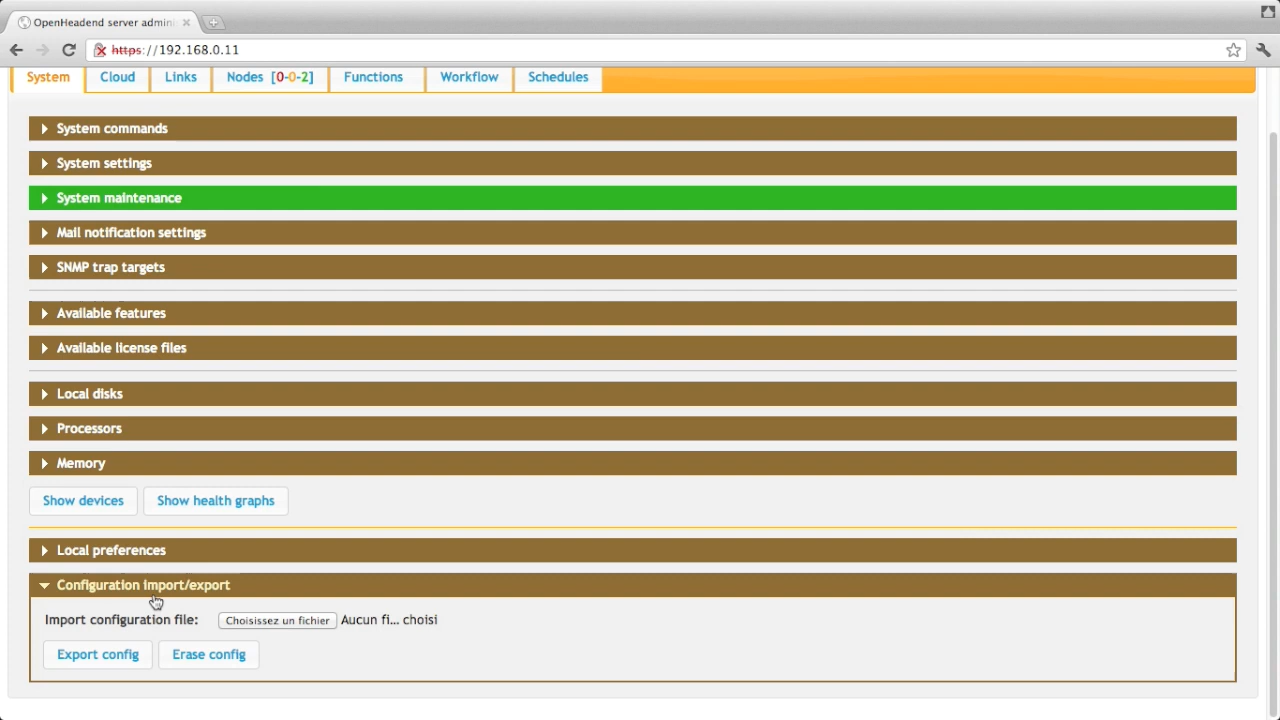 OpenHeadend server admin
https://192.168.0.11
System Cloud Links Nodes [0-0-2] Functions Workflow Schedules
System commands
System settings
System maintenance
Mail notification settings
SNMP trap targets
Available features
Available license files
Local disks
Processors
Memory
Show devices Show health graphs
Local preferences
Configuration import/export
Import configuration file: Choisissez un fichier Aucun fi... choisi
Export config Erase config